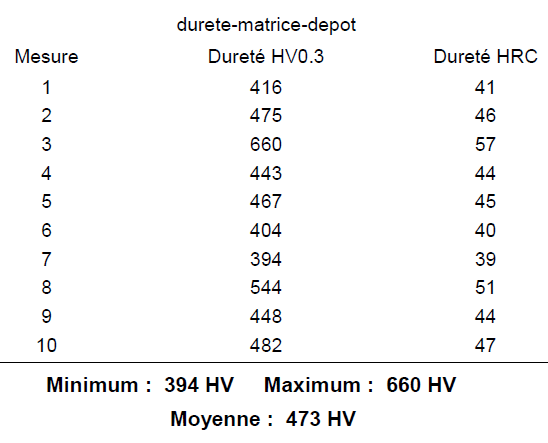 durete-matrice-depot
Mesure Dureté HV0.3 Dureté HRC
1 416 41
2 475 46
3 660 57
4 443 44
5 467 45
6 404 40
7 394 39
8 544 51
9 448 44
10 482 47
Minimum : 394 HV Maximum : 660 HV
Moyenne : 473 HV